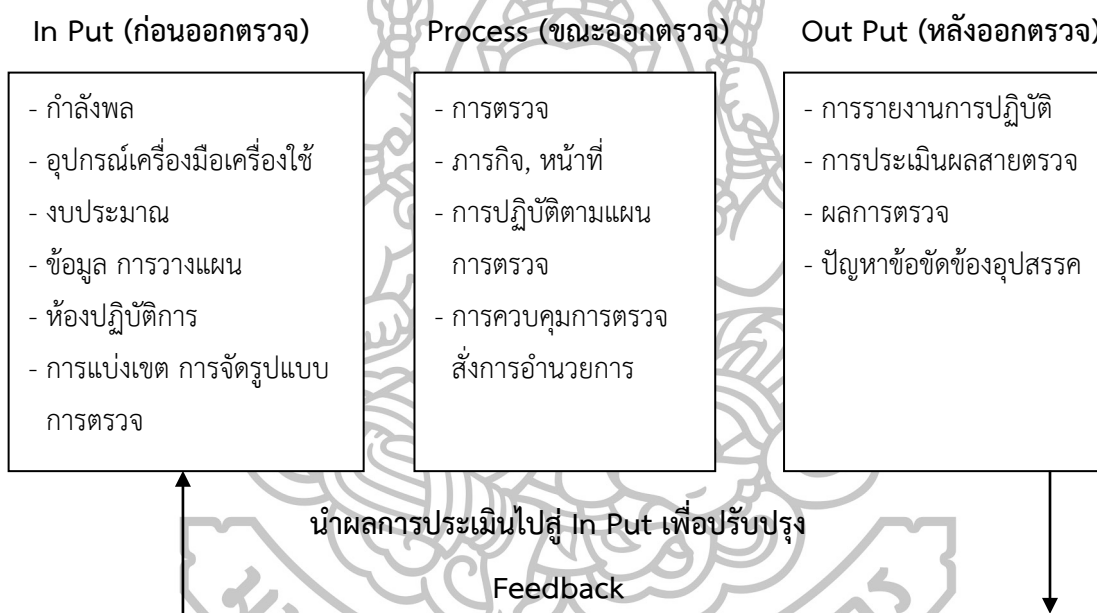 In Put (ก่อนออกตรวจ)
- กำลังพล
- อุปกรณ์เครื่องมือเครื่องใช้
- งบประมาณ
- ข้อมูล การวางแผน
- ห้องปฏิบัติการ
- การแบ่งเขต การจัดรูปแบบ
การตรวจ
Process (ขณะออกตรวจ)
- การตรวจ
- ภารกิจ, หน้าที่
- การปฏิบัติตามแผน
การตรวจ
- การควบคุมการตรวจ
สั่งการอำนวยการ
Out Put (หลังออกตรวจ)
- การรายงานการปฏิบัติ
- การประเมินผลสายตรวจ
- ผลการตรวจ
- ปัญหาข้อขัดข้องอุปสรรค
นำผลการประเมินไปสู่ In Put เพื่อปรับปรุง
Feedback